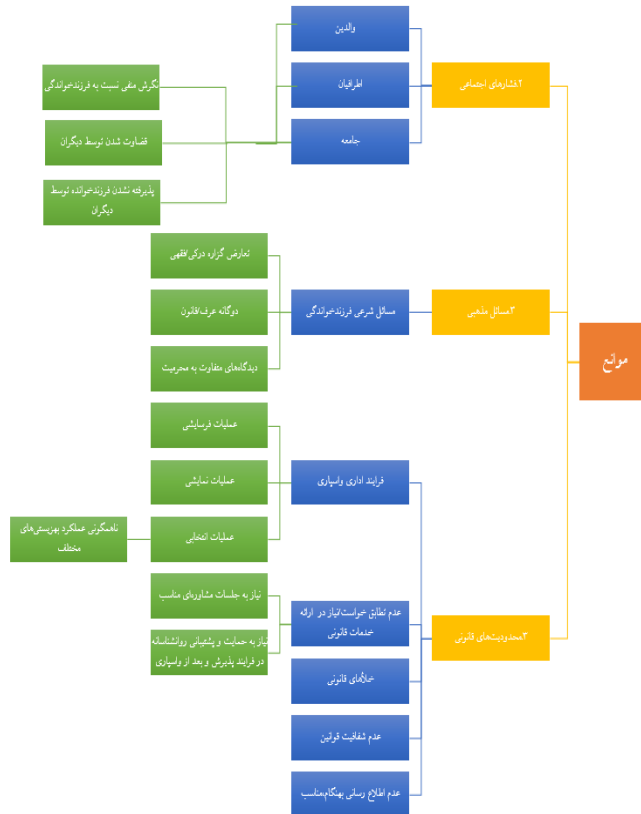 موانع
۲.فشارهای اجتماعی
والدین
اطرافیان
جامعه
نگرش منفی نسبت به فرزندخواندگی
قضاوت شدن توسط دیگران
پذیرفته نشدن فرزندخوانده توسط
دیگران
۳.مسائل مذهبی
مسائل شرعی فرزندخواندگی
تعارض گزاره درکی/فقهی
دوگانه عرف/قانون
دیدگاه‌های متفاوت به محرمیت
۳.محدودیت‌های قانونی
فرایند اداری واسپاری
عملیات فرسایشی
عملیات نمایشی
عملیات انتخابی
ناهمگونی عملکرد بهزیستی‌های
مختلف
عدم تطابق خواست/نیاز در ارائه
خدمات قانونی
نیاز به جلسات مشاوره‌ای مناسب
نیاز به حمایت و پشتیبانی روانشناسانه
در فرایند پذیرش و بعد از واسپاری
خلأهای قانونی
عدم شفافیت قوانین
عدم اطلاع رسانی بهنگام/مناسب